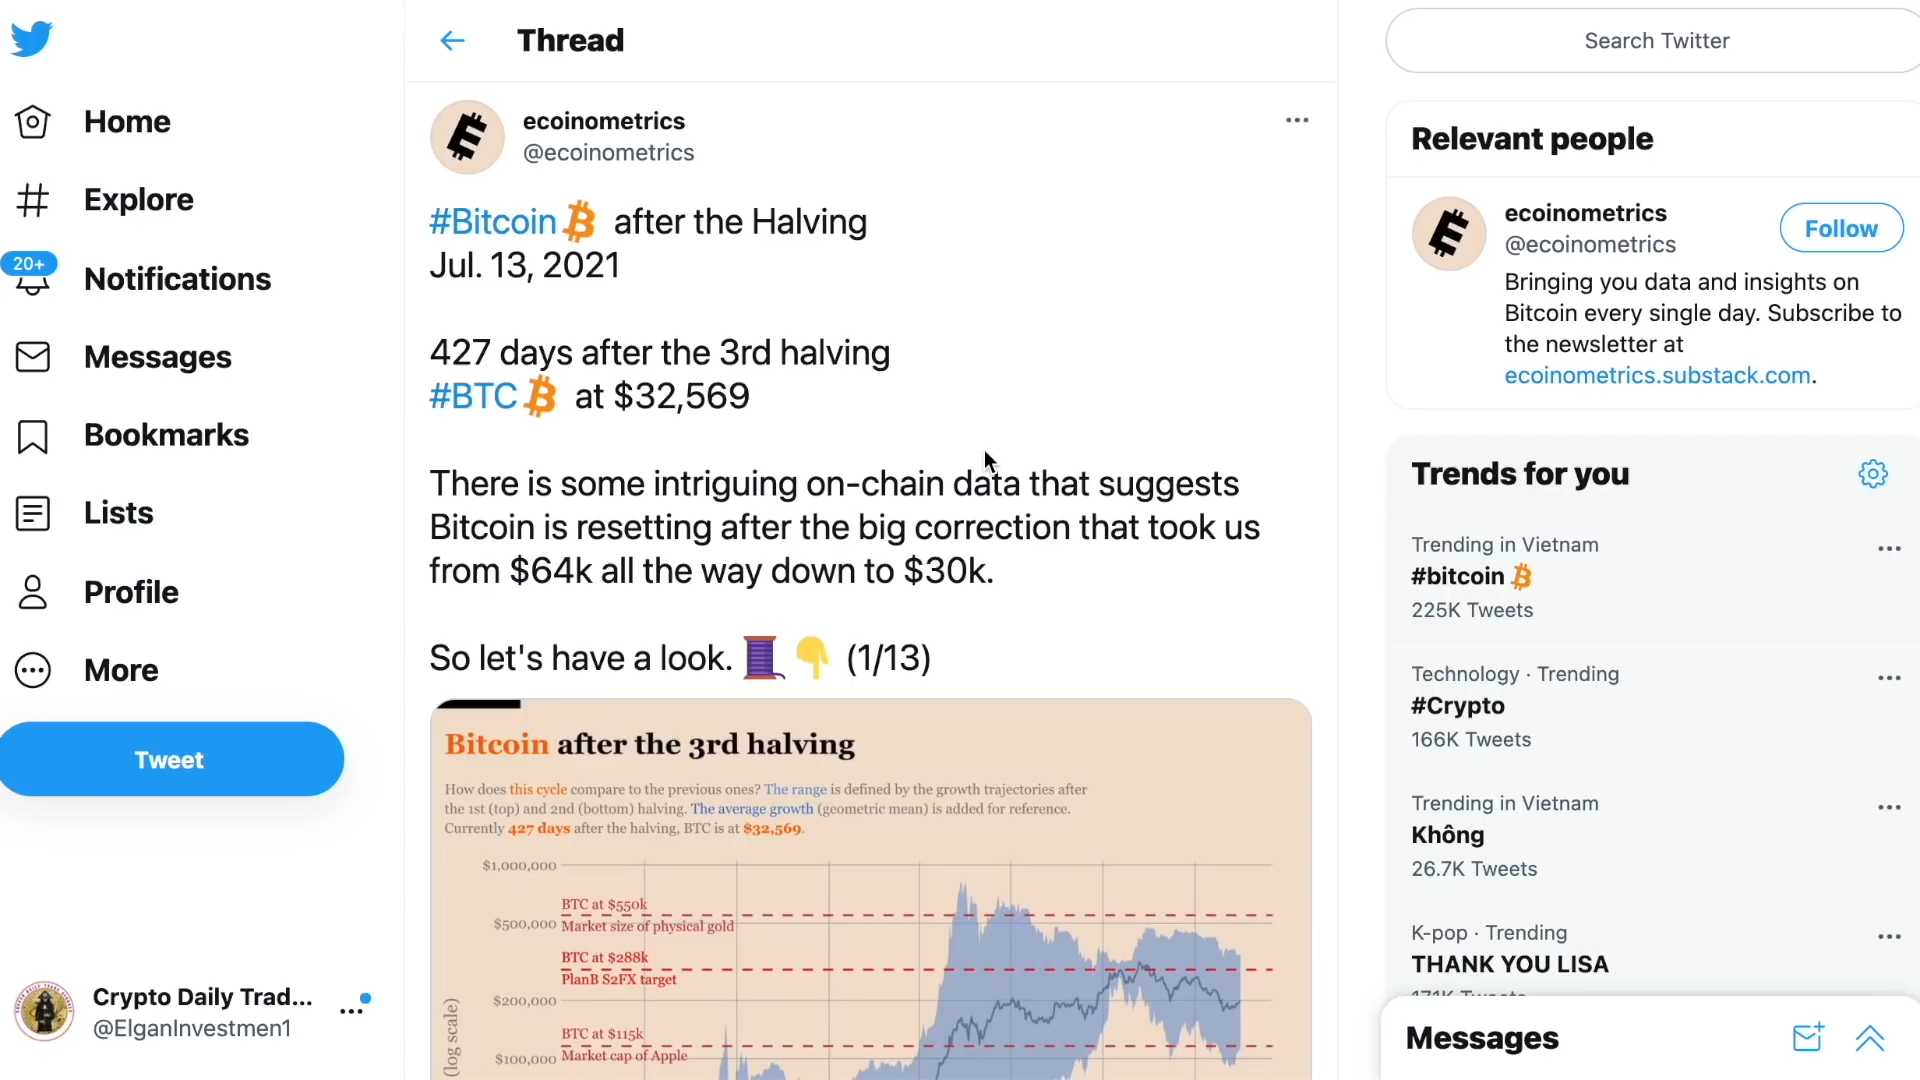 Home
Explore
20+
Notifications
Messages
Bookmarks
Lists
Profile
More
Tweet
Crypto Daily Trad...
@ElganInvestmen1
Thread
ecoinometrics
@ecoinometrics
#Bitcoin after the Halving
Jul. 13, 2021
427 days after the 3rd halving
#BTC at $32,569
There is some intriguing on-chain data that suggests
Bitcoin is resetting after the big correction that took us
from $64k all the way down to $30k.
So let's have a look. 🧵👇 (1/13)
Bitcoin after the 3rd halving
How does this cycle compare to the previous ones? The range is defined by the growth trajectories after
the 1st (top) and 2nd (bottom) halving. The average growth (geometric mean) is added for reference.
Currently 427 days after the halving, BTC is at $32,569.
$1,000,000
BTC at $550k
$500,000
Market size of physical gold
BTC at $288k
PlanB S2FX target
$200,000
BTC at $115k
$100,000
Market cap of Apple
(log scale)
Search Twitter
Relevant people
ecoinometrics
@ecoinometrics
Follow
Bringing you data and insights on
Bitcoin every single day. Subscribe to
the newsletter at
ecoinometrics.substack.com.
Trends for you
Trending in Vietnam
#bitcoin
225K Tweets
Technology · Trending
#Crypto
166K Tweets
Trending in Vietnam
Không
26.7K Tweets
K-pop · Trending
THANK YOU LISA
171K Tweets
Messages